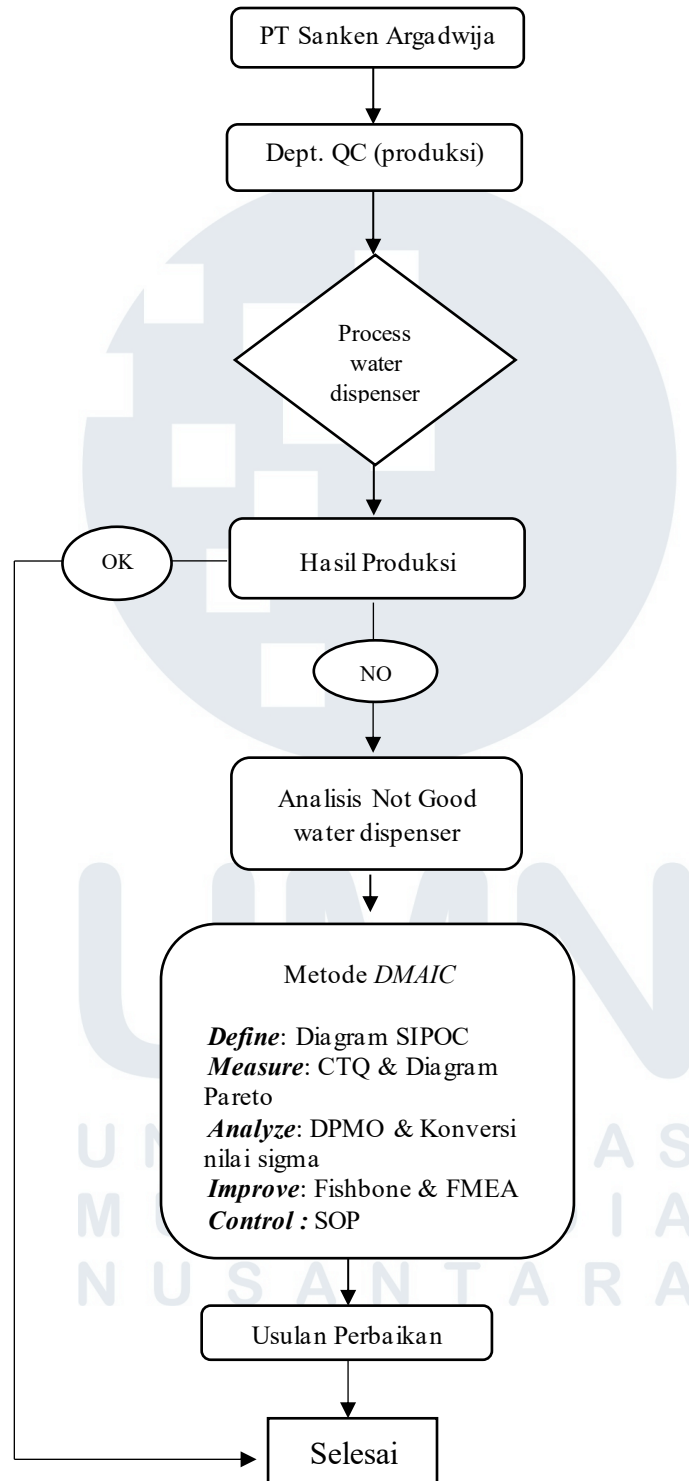 PT Sanken Argadwija
Dept. QC (produksi)
Process
water
dispenser
OK
Hasil Produksi
NO
Analisis Not Good
water dispenser
Metode DMAIC
Define: Diagram SIPOC
Measure: CTQ & Diagram
Pareto
Analyze: DPMO & Konversi
nilai sigma
Improve: Fishbone & FMEA
Control : SOP
Usulan Perbaikan
Selesai
NUSANTARA